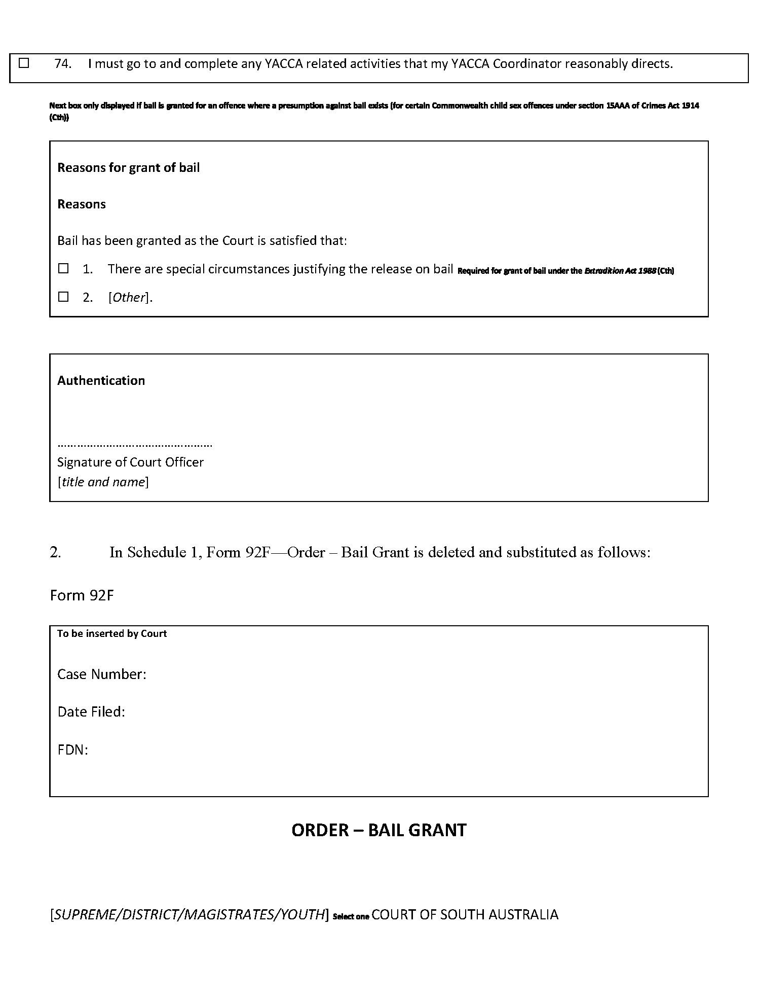 ☐ 74. I must go to and complete any YACCA related activities that my YACCA Coordinator reasonably directs.
Next box only displayed if bail is granted for an offence where a presumption against bail exists (for certain Commonwealth child sex offences under section 15AAA of Crimes Act 1914
(Cth))
Reasons for grant of bail
Reasons
Bail has been granted as the Court is satisfied that:
☐ 1. There are special circumstances justifying the release on bail Required for grant of bail under the Extradition Act 1988 (Cth)
☐ 2. [Other].
Authentication
................................................
Signature of Court Officer
[title and name]
2. In Schedule 1, Form 92F—Order – Bail Grant is deleted and substituted as follows:
Form 92F
To be inserted by Court
Case Number:
Date Filed:
FDN:
ORDER – BAIL GRANT
[SUPREME/DISTRICT/MAGISTRATES/YOUTH] Select one COURT OF SOUTH AUSTRALIA